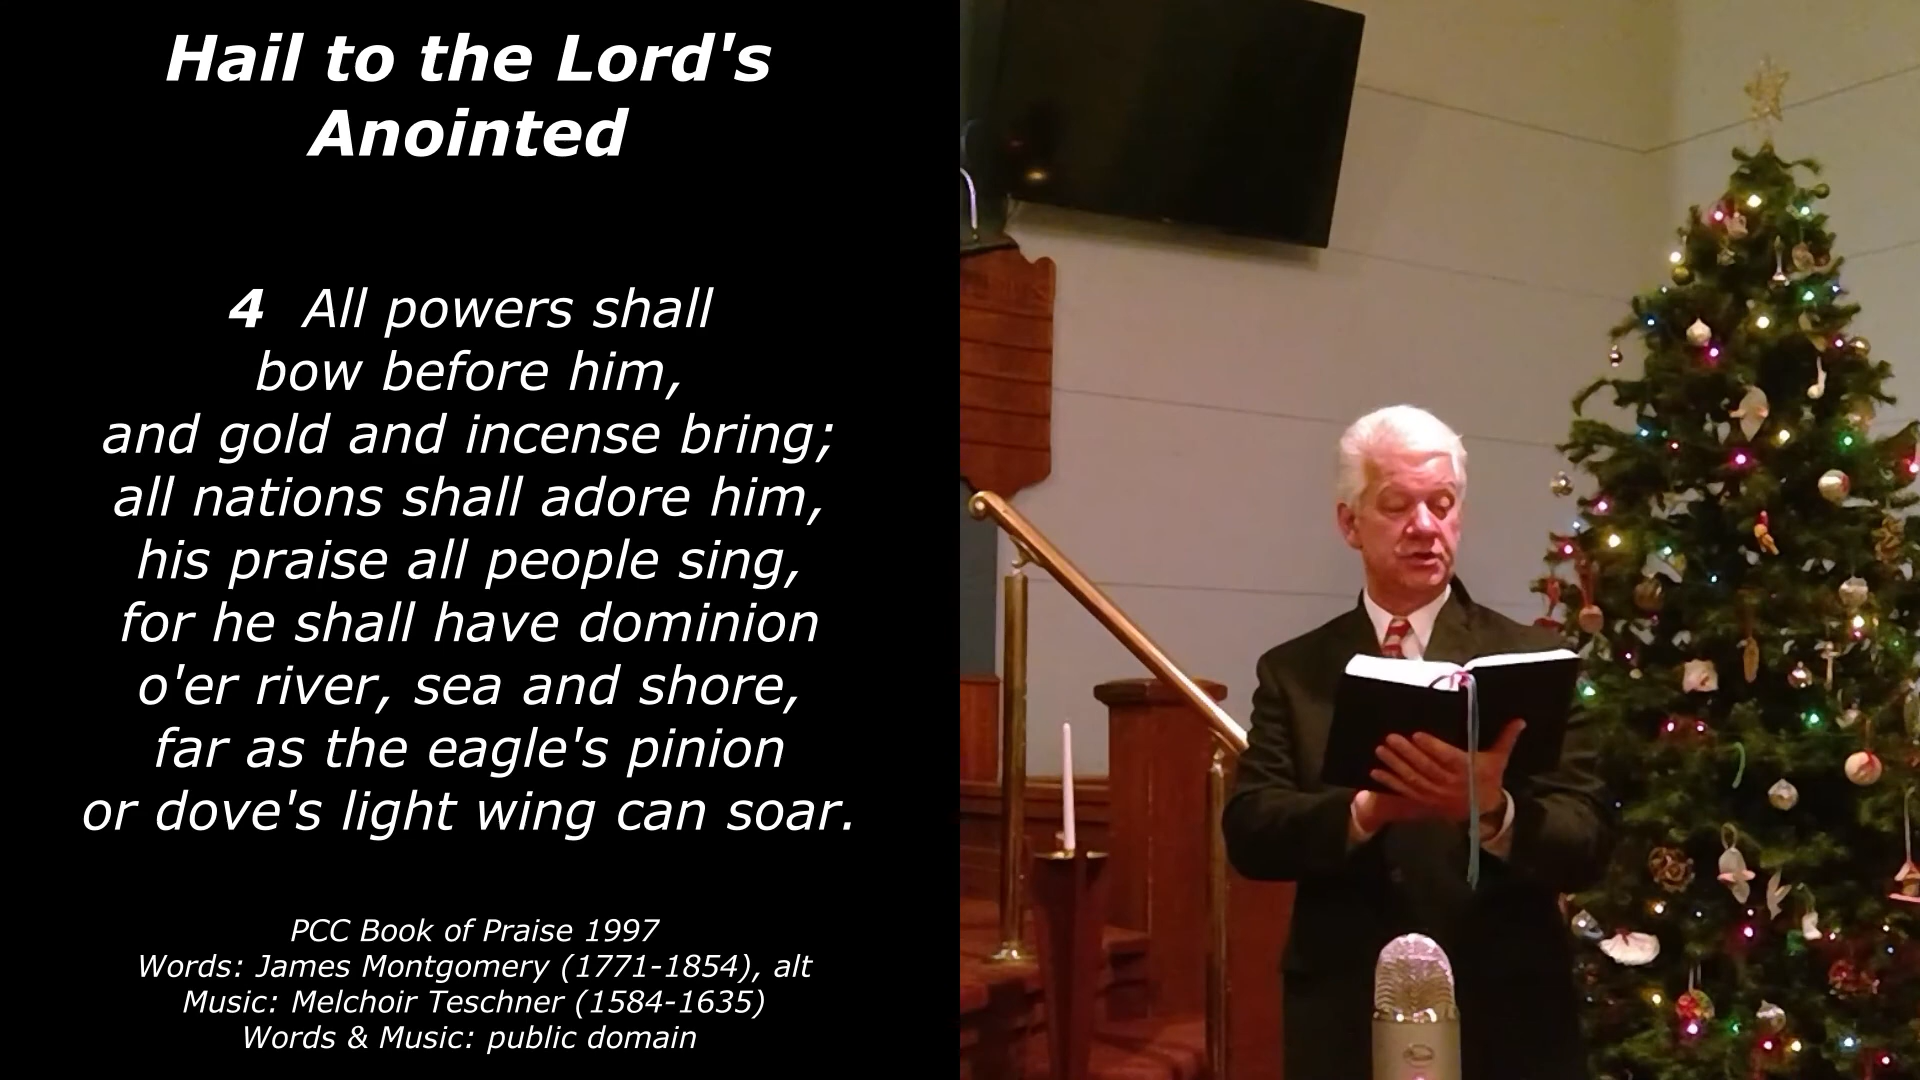 Hail to the Lord's
Anointed
4 All powers shall
bow before him,
and gold and incense bring;
all nations shall adore him,
his praise all people sing,
for he shall have dominion
o'er river, sea and shore,
far as the eagle's pinion
or dove's light wing can soar.
PCC Book of Praise 1997
Words: James Montgomery (1771-1854), alt
Music: Melchoir Teschner (1584-1635)
Words & Music: public domain